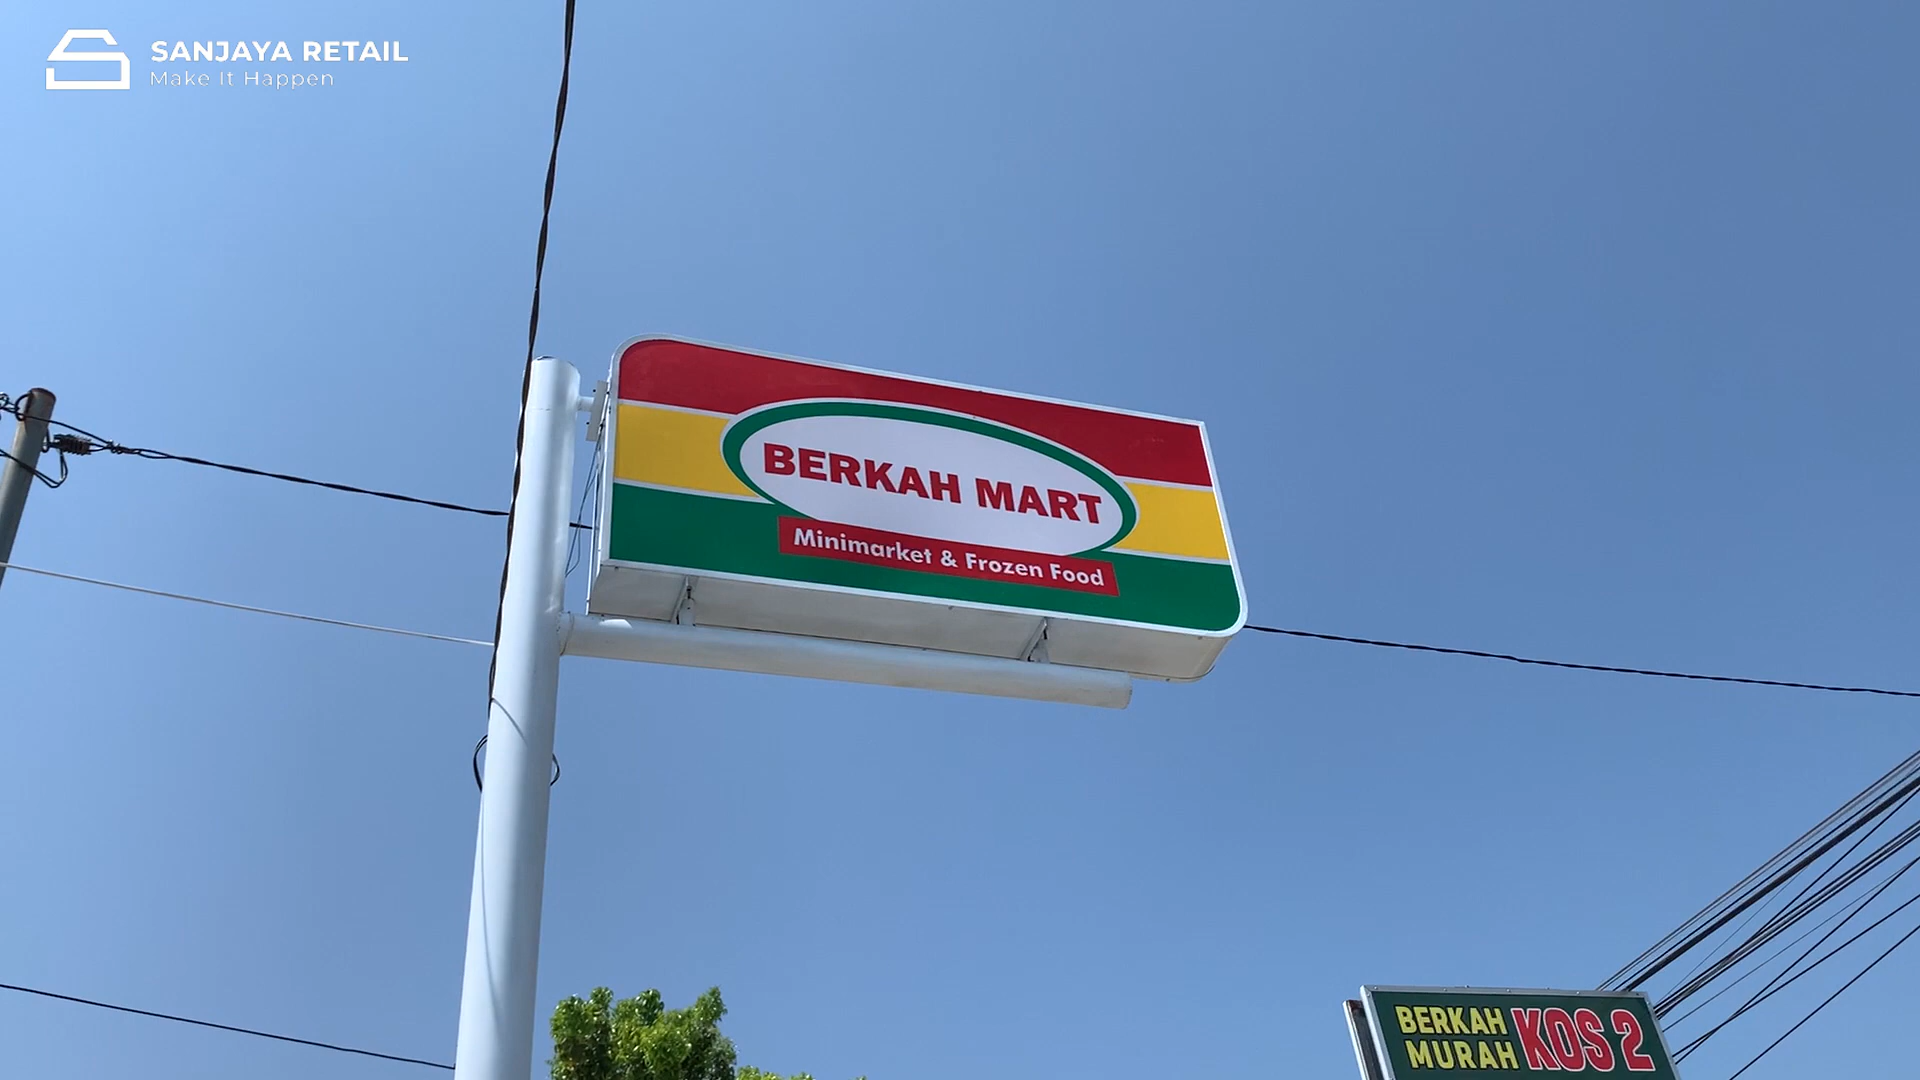 SANJAYA RETAIL
Make It Happen
BERKAH MART
Minimarket & Frozen Food
BERKAH
MURAH
KOS 2